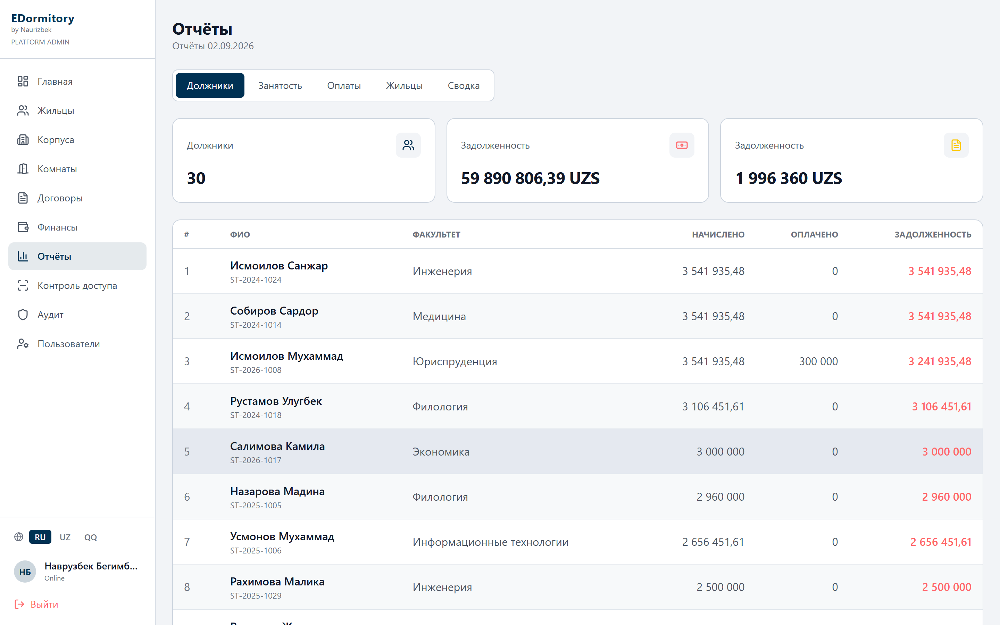 EDormitory
by Naurizbek
PLATFORM ADMIN
Главная
Жильцы
Корпуса
Комнаты
Договоры
Финансы
Отчёты
Контроль доступа
Аудит
Пользователи
RU UZ QQ
НБ
Наврузбек Бегимб...
Online
Выйти
Отчёты
Отчёты 02.09.2026
Должники Занятость Оплаты Жильцы Сводка
Должники
30
Задолженность
59 890 806,39 UZS
Задолженность
1 996 360 UZS
# ФИО ФАКУЛЬТЕТ НАЧИСЛЕНО ОПЛАЧЕНО ЗАДОЛЖЕННОСТЬ
1 Исмоилов Санжар Инженерия 3 541 935,48 0 3 541 935,48
ST-2024-1024
2 Собиров Сардор Медицина 3 541 935,48 0 3 541 935,48
ST-2024-1014
3 Исмоилов Мухаммад Юриспруденция 3 541 935,48 300 000 3 241 935,48
ST-2026-1008
4 Рустамов Улугбек Филология 3 106 451,61 0 3 106 451,61
ST-2024-1018
5 Салимова Камила Экономика 3 000 000 0 3 000 000
ST-2026-1017
6 Назарова Мадина Филология 2 960 000 0 2 960 000
ST-2025-1005
7 Усмонов Мухаммад Информационные технологии 2 656 451,61 0 2 656 451,61
ST-2025-1006
8 Рахимова Малика Инженерия 2 500 000 0 2 500 000
ST-2025-1029